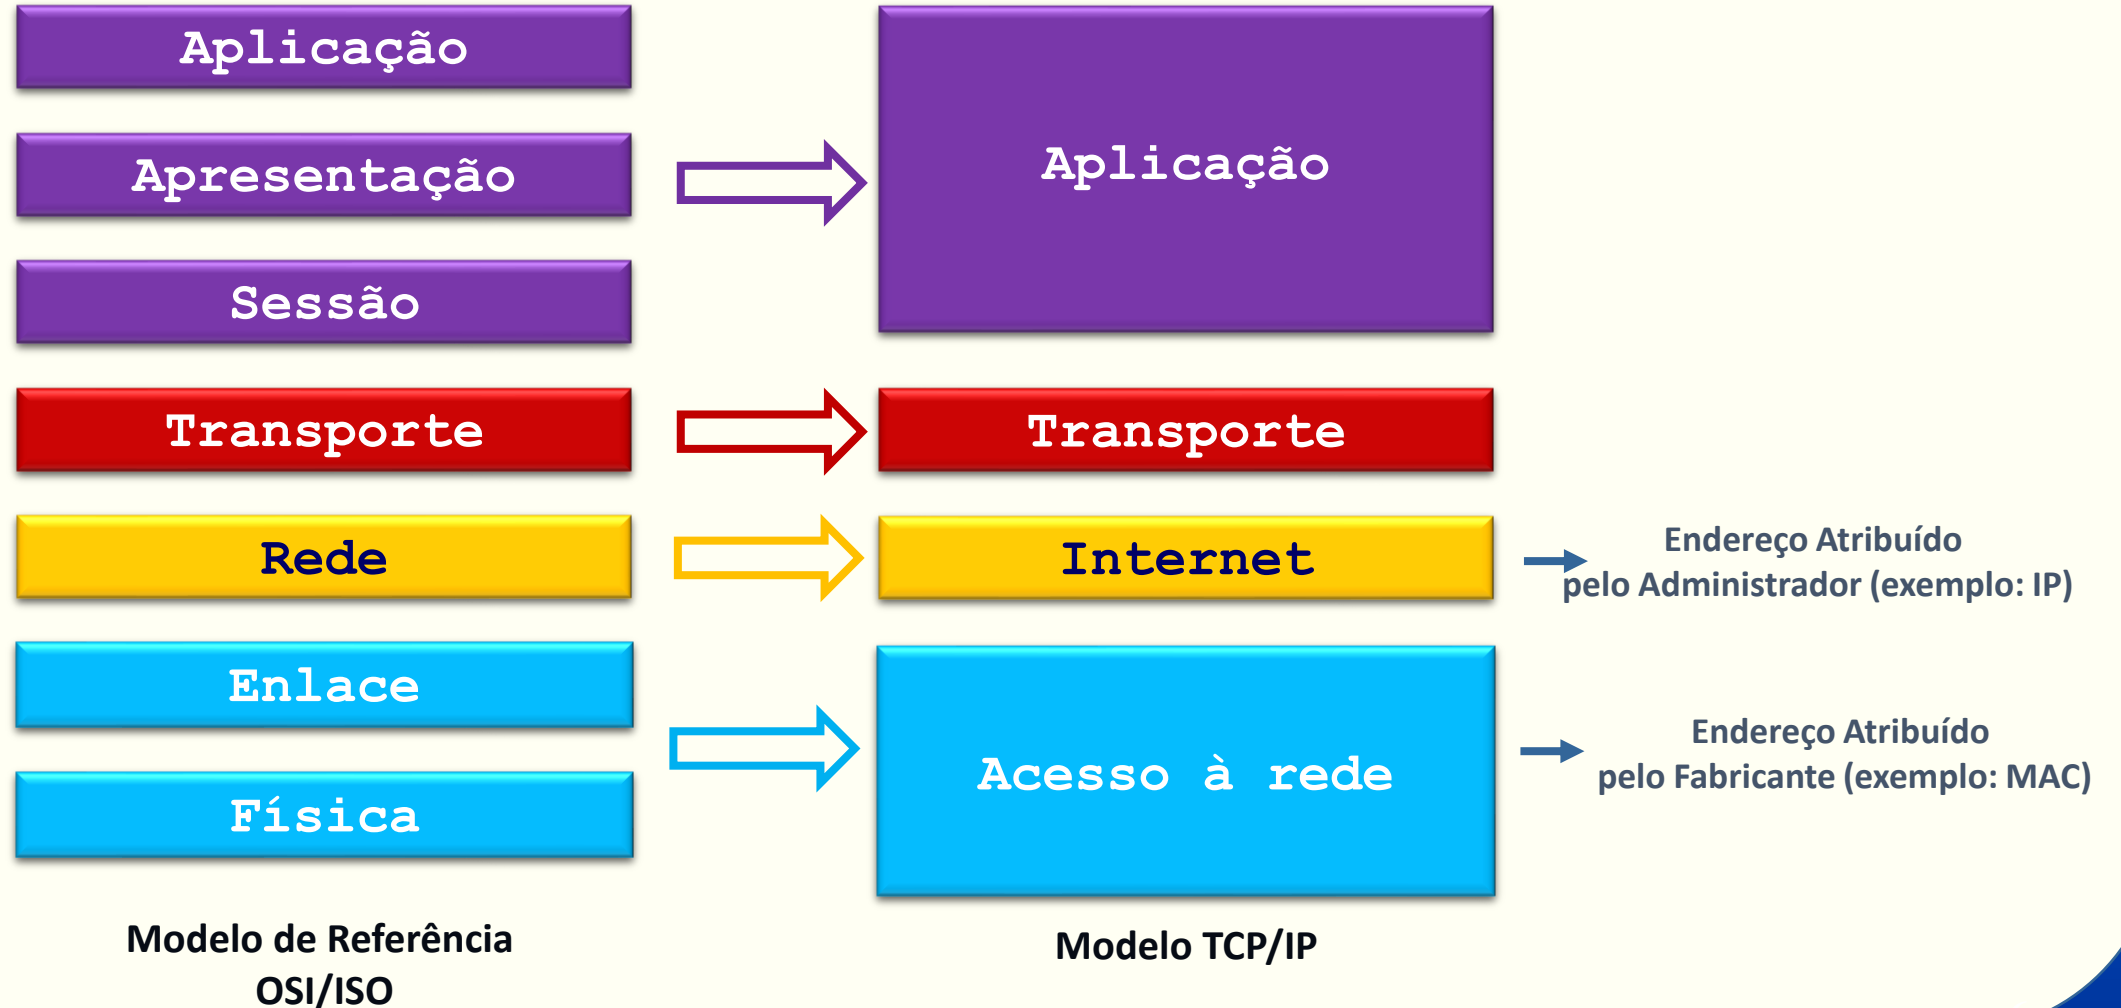 Aplicação
Apresentação
Sessão
Transporte
Rede
Enlace
Física
Modelo de Referência
OSI/ISO
Aplicação
Transporte
Internet
Acesso à rede
Modelo TCP/IP
Endereço Atribuído
pelo Administrador (exemplo: IP)
Endereço Atribuído
pelo Fabricante (exemplo: MAC)